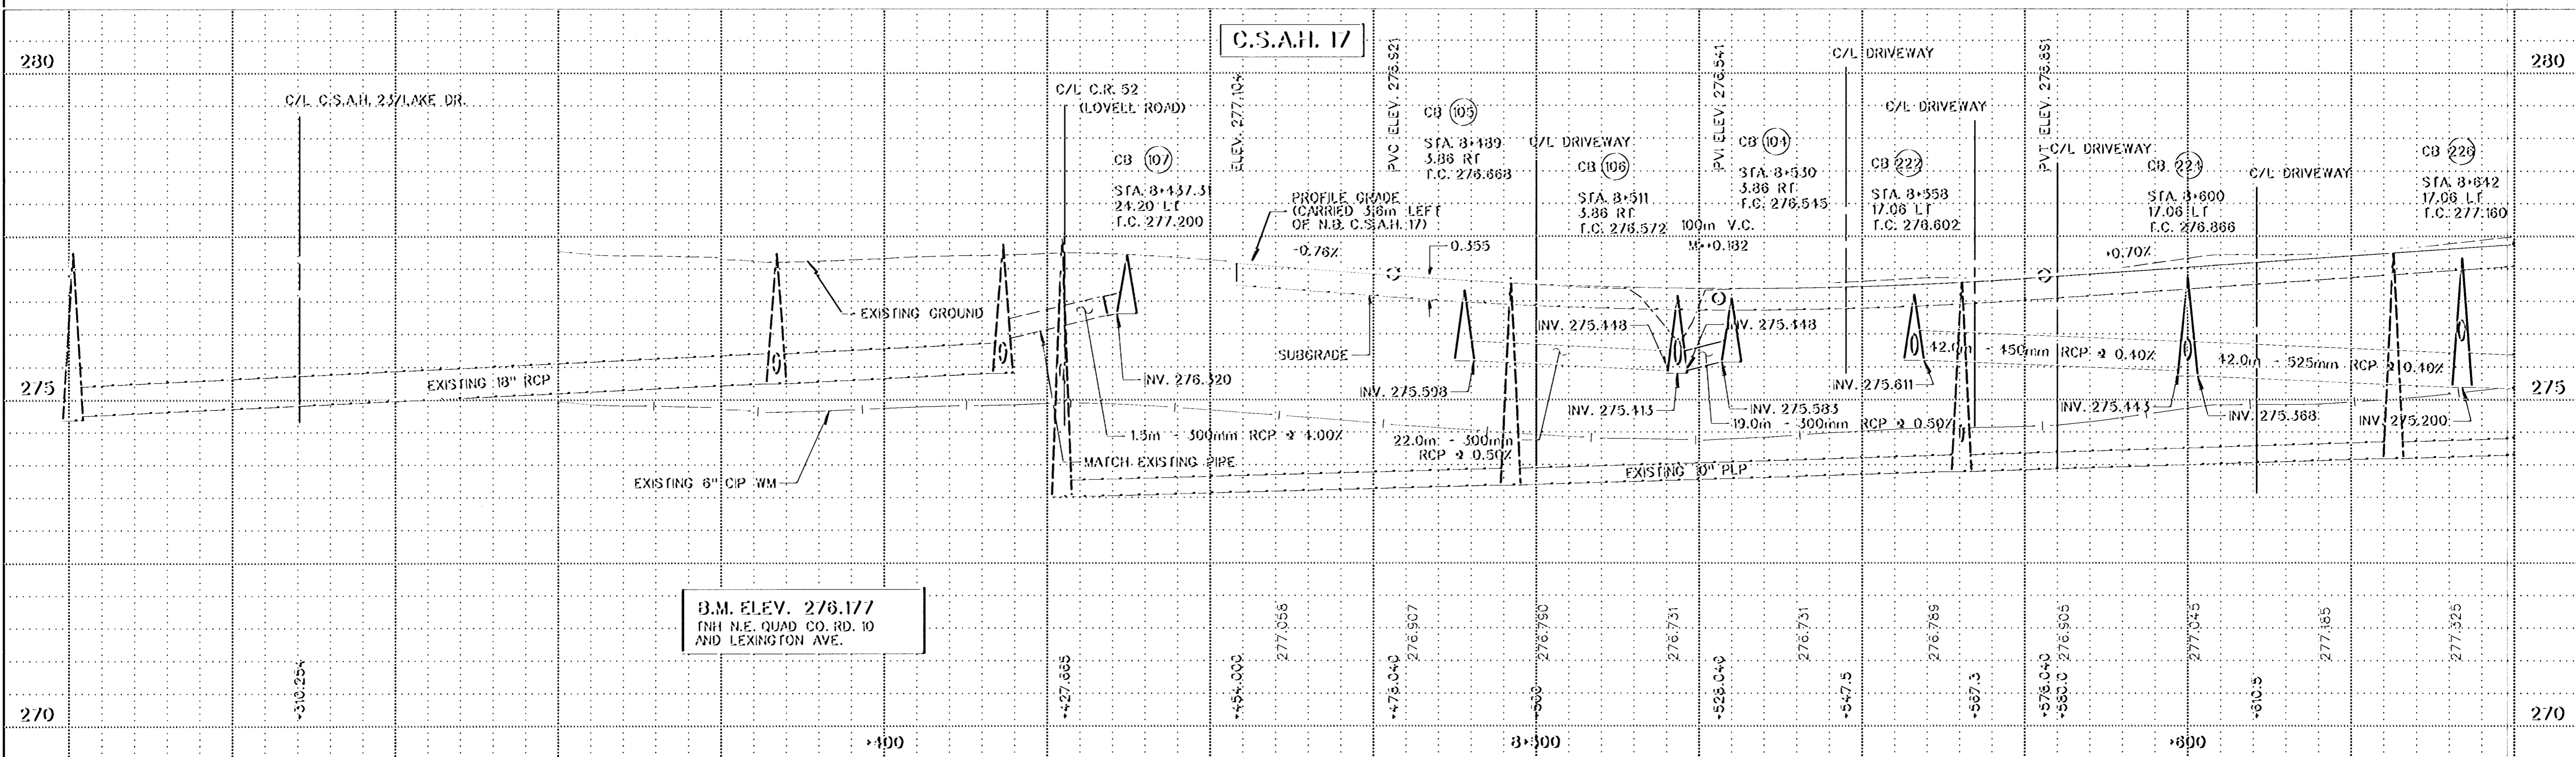 C.S.A.H. 17
280
280
C/L C.S.A.H. 23/LAKE DR.
C/L C.R. 52
(LOVELL ROAD)
ELEV. 277.104
PVC ELEV. 276.921
PVI ELEV. 276.541
PVT ELEV. 276.891
C/L DRIVEWAY
C/L DRIVEWAY
C/L DRIVEWAY
C/L DRIVEWAY
C/L DRIVEWAY
CB 107
STA. 8+437.31
24.20 LT
T.C. 277.200
CB 105
STA. 8+489
3.86 RT
T.C. 276.668
CB 106
STA. 8+511
3.86 RT
T.C. 276.572
CB 104
STA. 8+530
3.86 RT
T.C. 276.545
CB 222
STA. 8+558
17.06 LT
T.C. 276.602
CB 224
STA. 8+600
17.06 LT
T.C. 276.866
CB 226
STA. 8+642
17.06 LT
T.C. 277.160
PROFILE GRADE
(CARRIED 3.6m LEFT
OF N.B. C.S.A.H. 17)
-0.76%
0.355
100m V.C.
M=+0.182
+0.70%
EXISTING GROUND
SUBGRADE
INV. 275.448
INV. 275.448
42.0m - 450mm RCP @ 0.40%
42.0m - 525mm RCP @ 0.40%
275
EXISTING 18" RCP
INV. 276.320
INV. 275.598
INV. 275.413
INV. 275.583
INV. 275.611
INV. 275.443
INV. 275.368
INV. 275.200
275
1.5m - 300mm RCP @ 4.00%
22.0m - 300mm
RCP @ 0.50%
19.0m - 300mm RCP @ 0.50%
MATCH EXISTING PIPE
EXISTING 6" CIP WM
EXISTING 10" PLP
B.M. ELEV. 276.177
TNH N.E. QUAD CO. RD. 10
AND LEXINGTON AVE.
277.058
276.907
276.790
276.731
276.731
276.789
276.905
277.045
277.185
277.325
+310.254
+427.665
+454.000
+478.040
+500
+528.040
+547.5
+567.3
+578.040
+580.0
+610.5
270
270
+400
8+500
+600